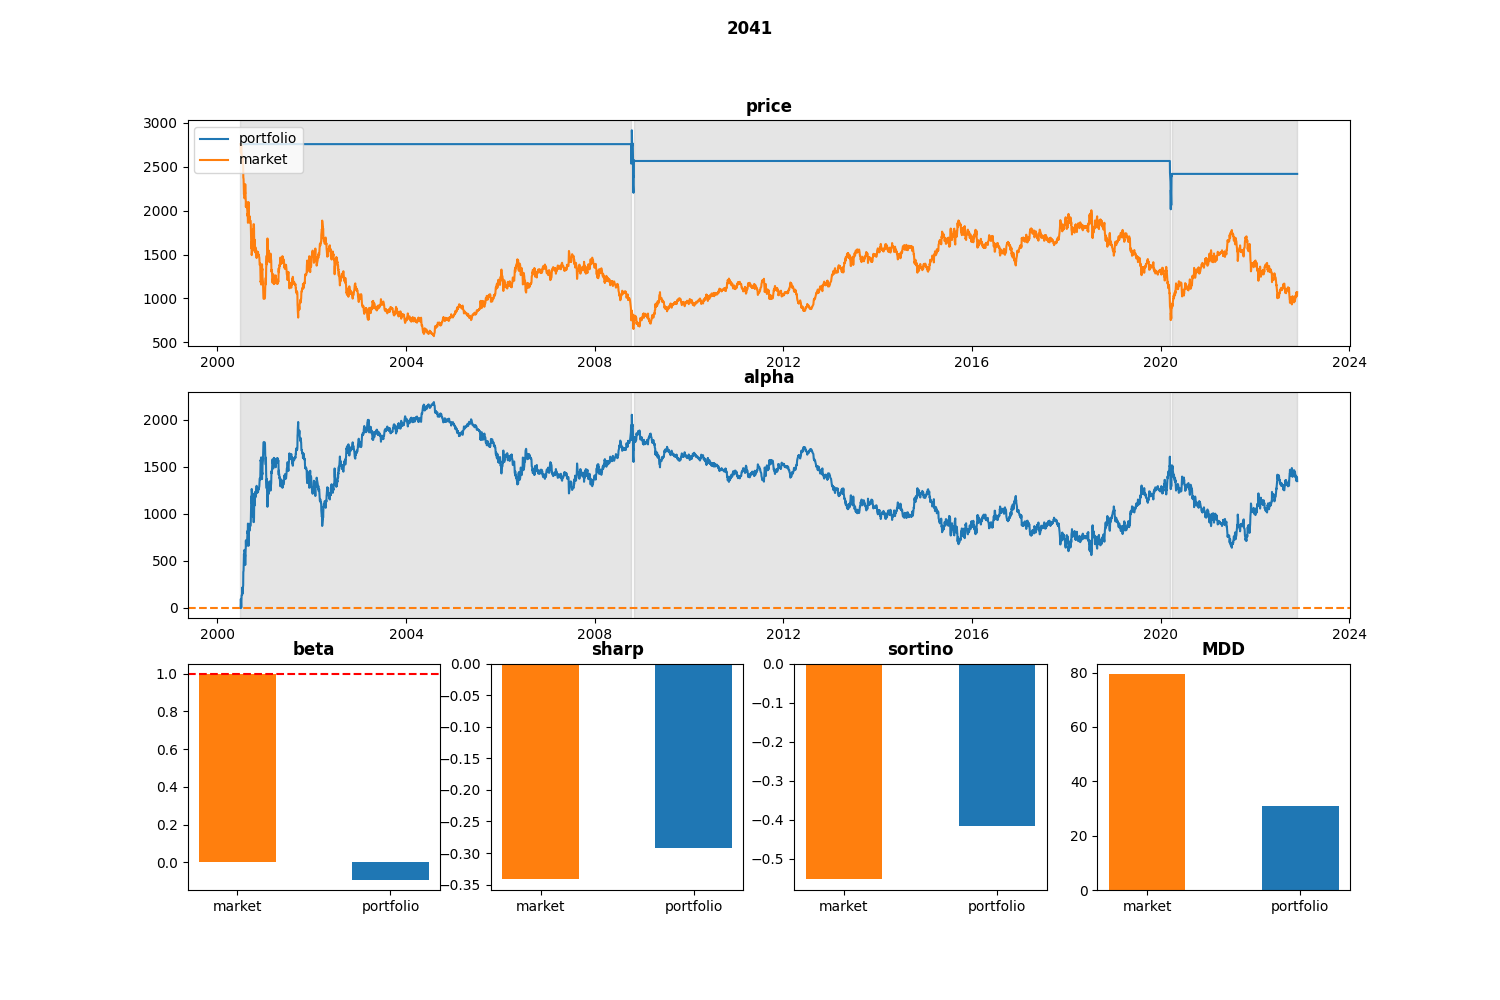 2041
price
3000
2500
2000
1500
1000
500
portfolio
market
2000 2004 2008 2012 2016 2020 2024
alpha
2000
1500
1000
500
0
2000 2004 2008 2012 2016 2020 2024
beta
1.0
0.8
0.6
0.4
0.2
0.0
market portfolio
sharp
0.00
−0.05
−0.10
−0.15
−0.20
−0.25
−0.30
−0.35
market portfolio
sortino
0.0
−0.1
−0.2
−0.3
−0.4
−0.5
market portfolio
MDD
80
60
40
20
0
market portfolio